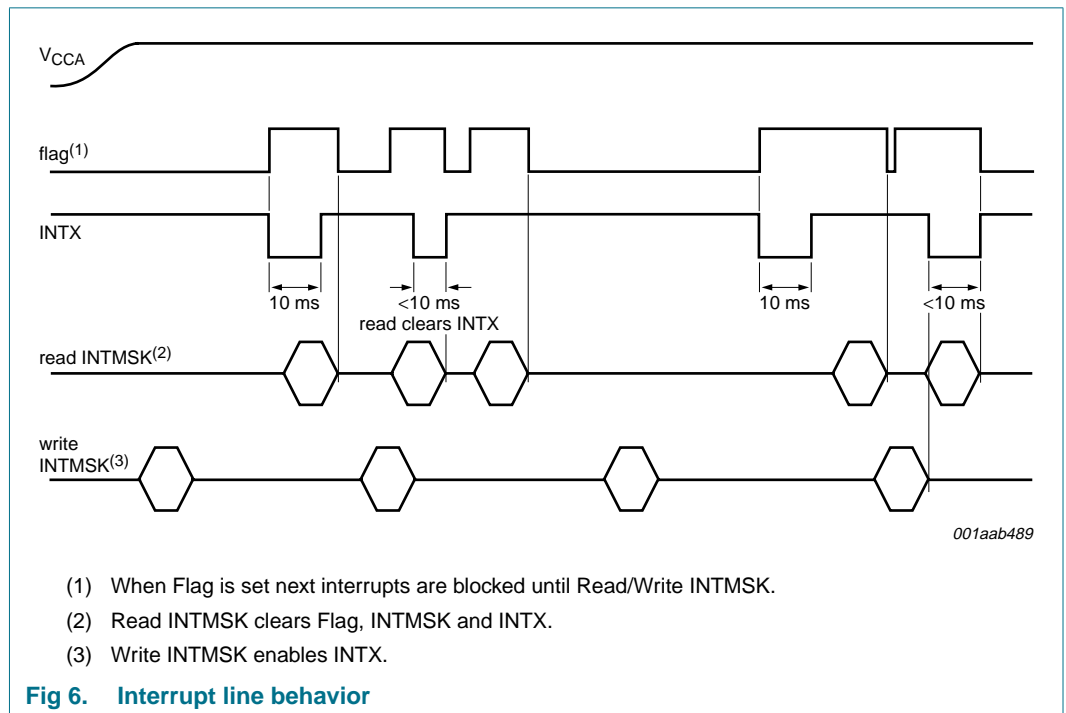 VCCA
flag(1)
INTX
10 ms
<10 ms
10 ms
<10 ms
read clears INTX
read INTMSK(2)
write
INTMSK(3)
001aab489
(1) When Flag is set next interrupts are blocked until Read/Write INTMSK.
(2) Read INTMSK clears Flag, INTMSK and INTX.
(3) Write INTMSK enables INTX.
Fig 6. Interrupt line behavior